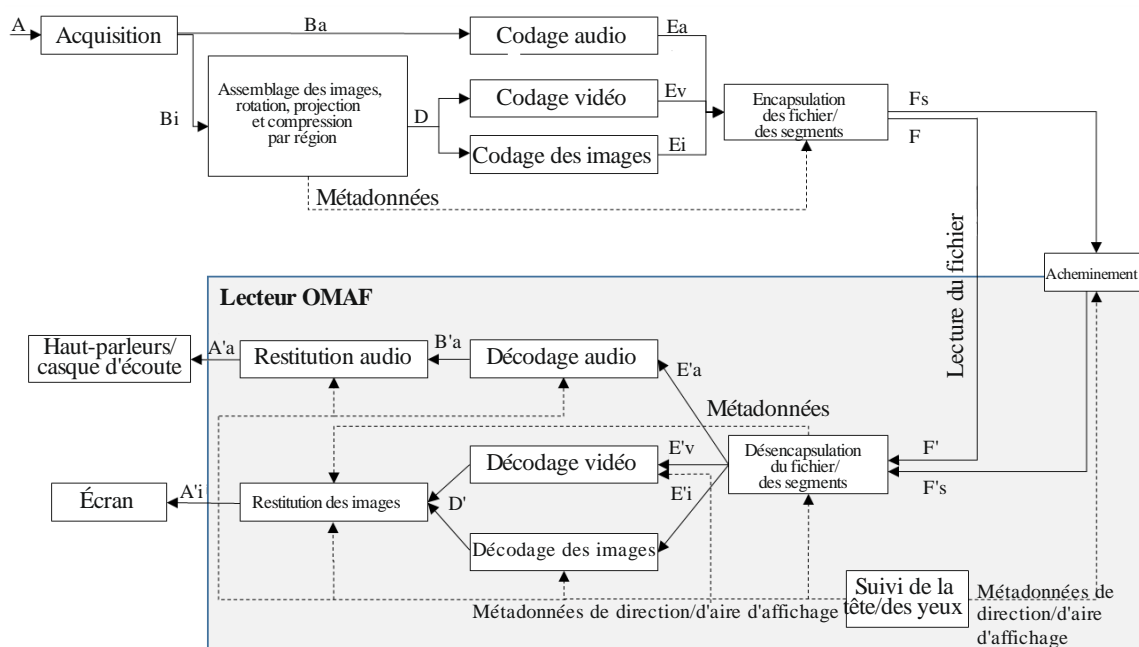 A
Acquisition
Ba
Codage audio
Ea
Bi
Assemblage des images,
rotation, projection
et compression
par région
D
Codage vidéo
Ev
Codage des images
Ei
Encapsulation
des fichier/
des segments
Fs
F
Métadonnées
Lecture du fichier
Acheminement
Lecteur OMAF
Haut-parleurs/
casque d'écoute
A'a
Restitution audio
B'a
Décodage audio
E'a
Métadonnées
Écran
A'i
Restitution des images
D'
Décodage vidéo
E'v
E'i
Décodage des images
Désencapsulation
du fichier/
des segments
F'
F's
Métadonnées de direction/d'aire d'affichage
Suivi de la
tête/des yeux
Métadonnées de
direction/d'aire
d'affichage